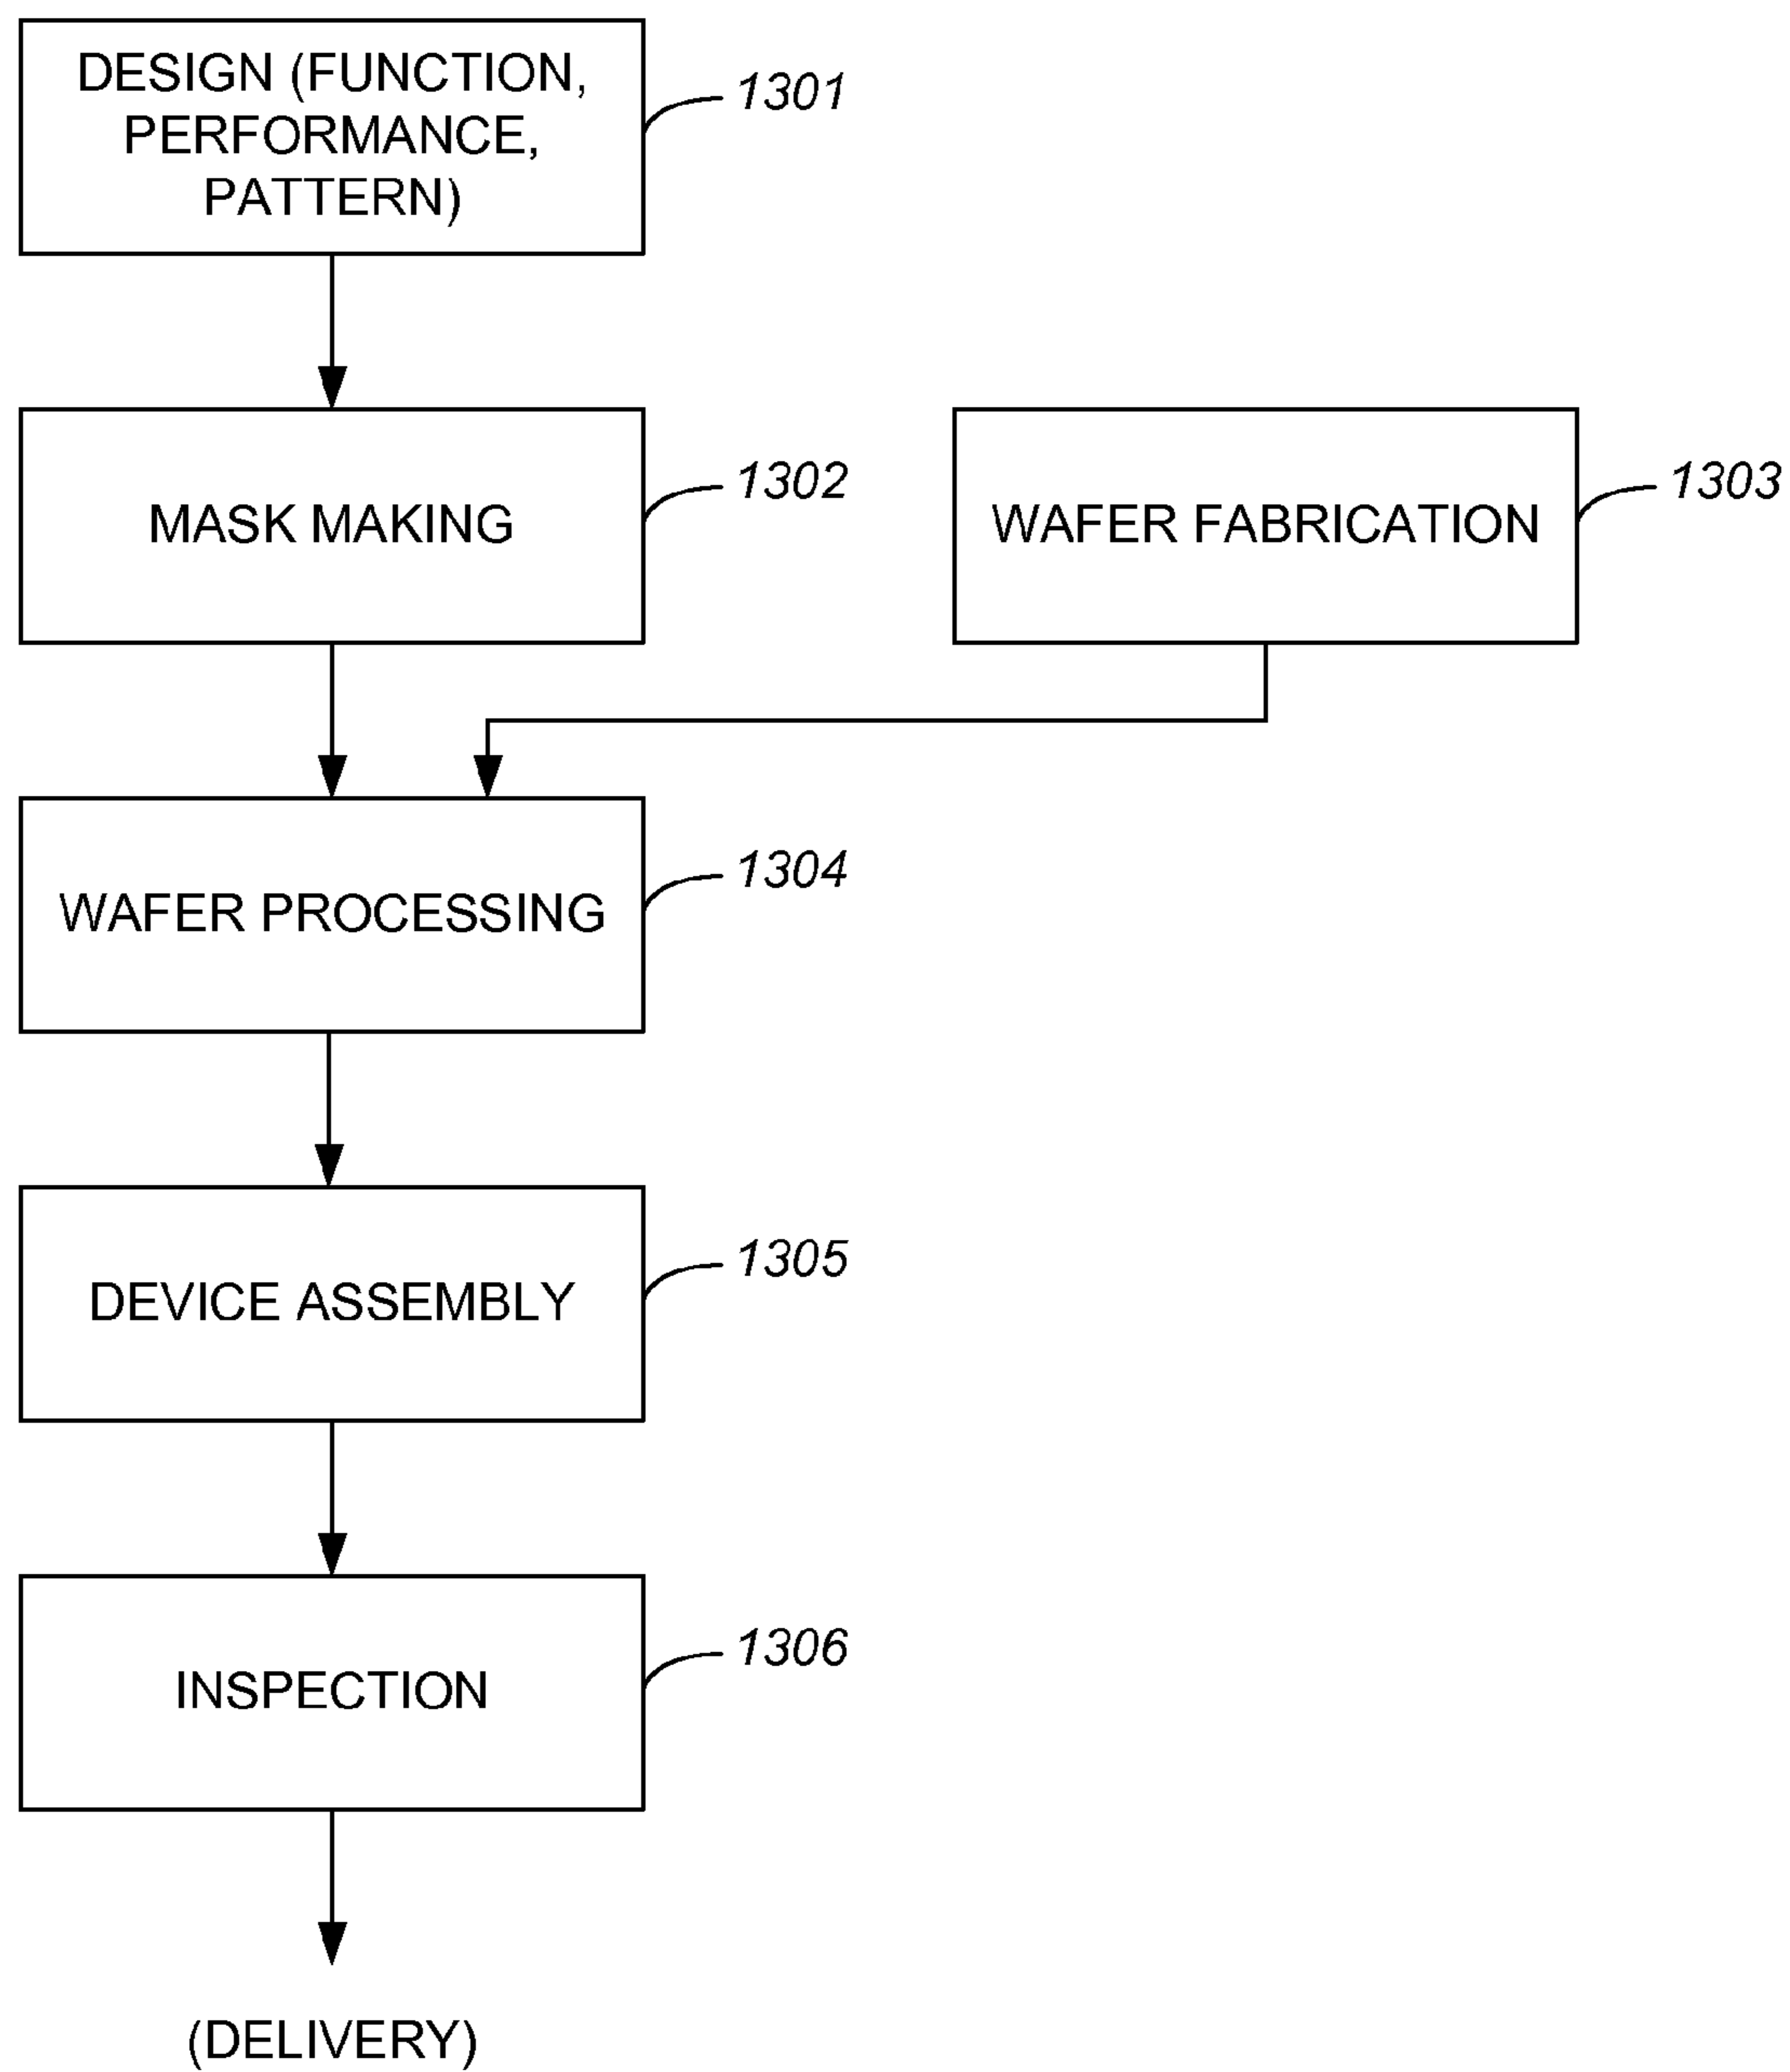 DESIGN (FUNCTION,
PERFORMANCE,
PATTERN)
1301
MASK MAKING
1302
WAFER FABRICATION
1303
WAFER PROCESSING
1304
DEVICE ASSEMBLY
1305
INSPECTION
1306
(DELIVERY)